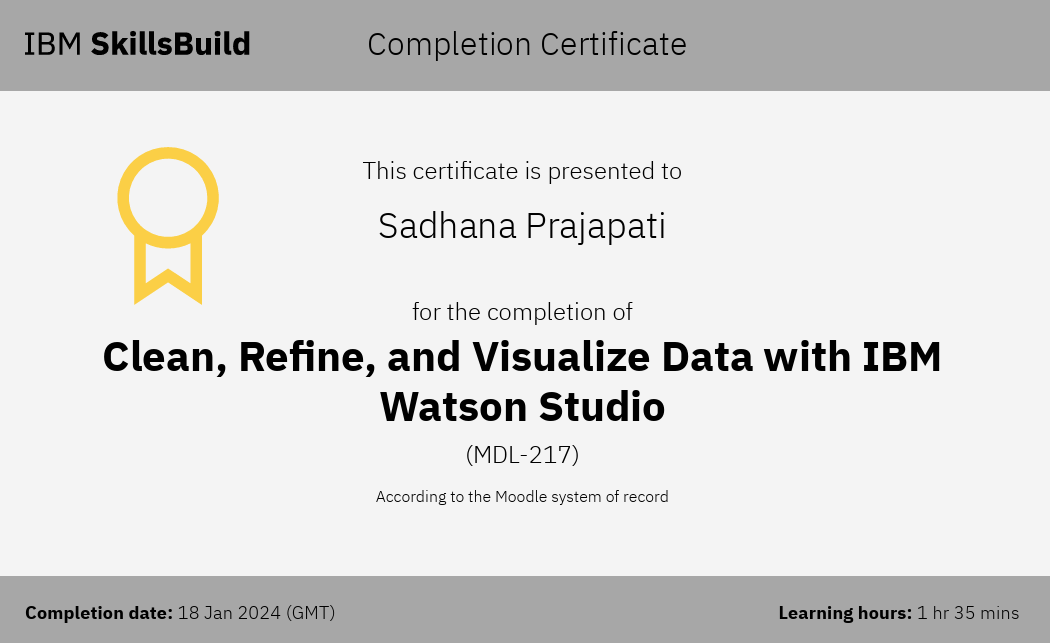 IBM SkillsBuild
Completion Certificate
This certificate is presented to
Sadhana Prajapati
for the completion of
Clean, Refine, and Visualize Data with IBM
Watson Studio
(MDL-217)
According to the Moodle system of record
Completion date: 18 Jan 2024 (GMT)
Learning hours: 1 hr 35 mins